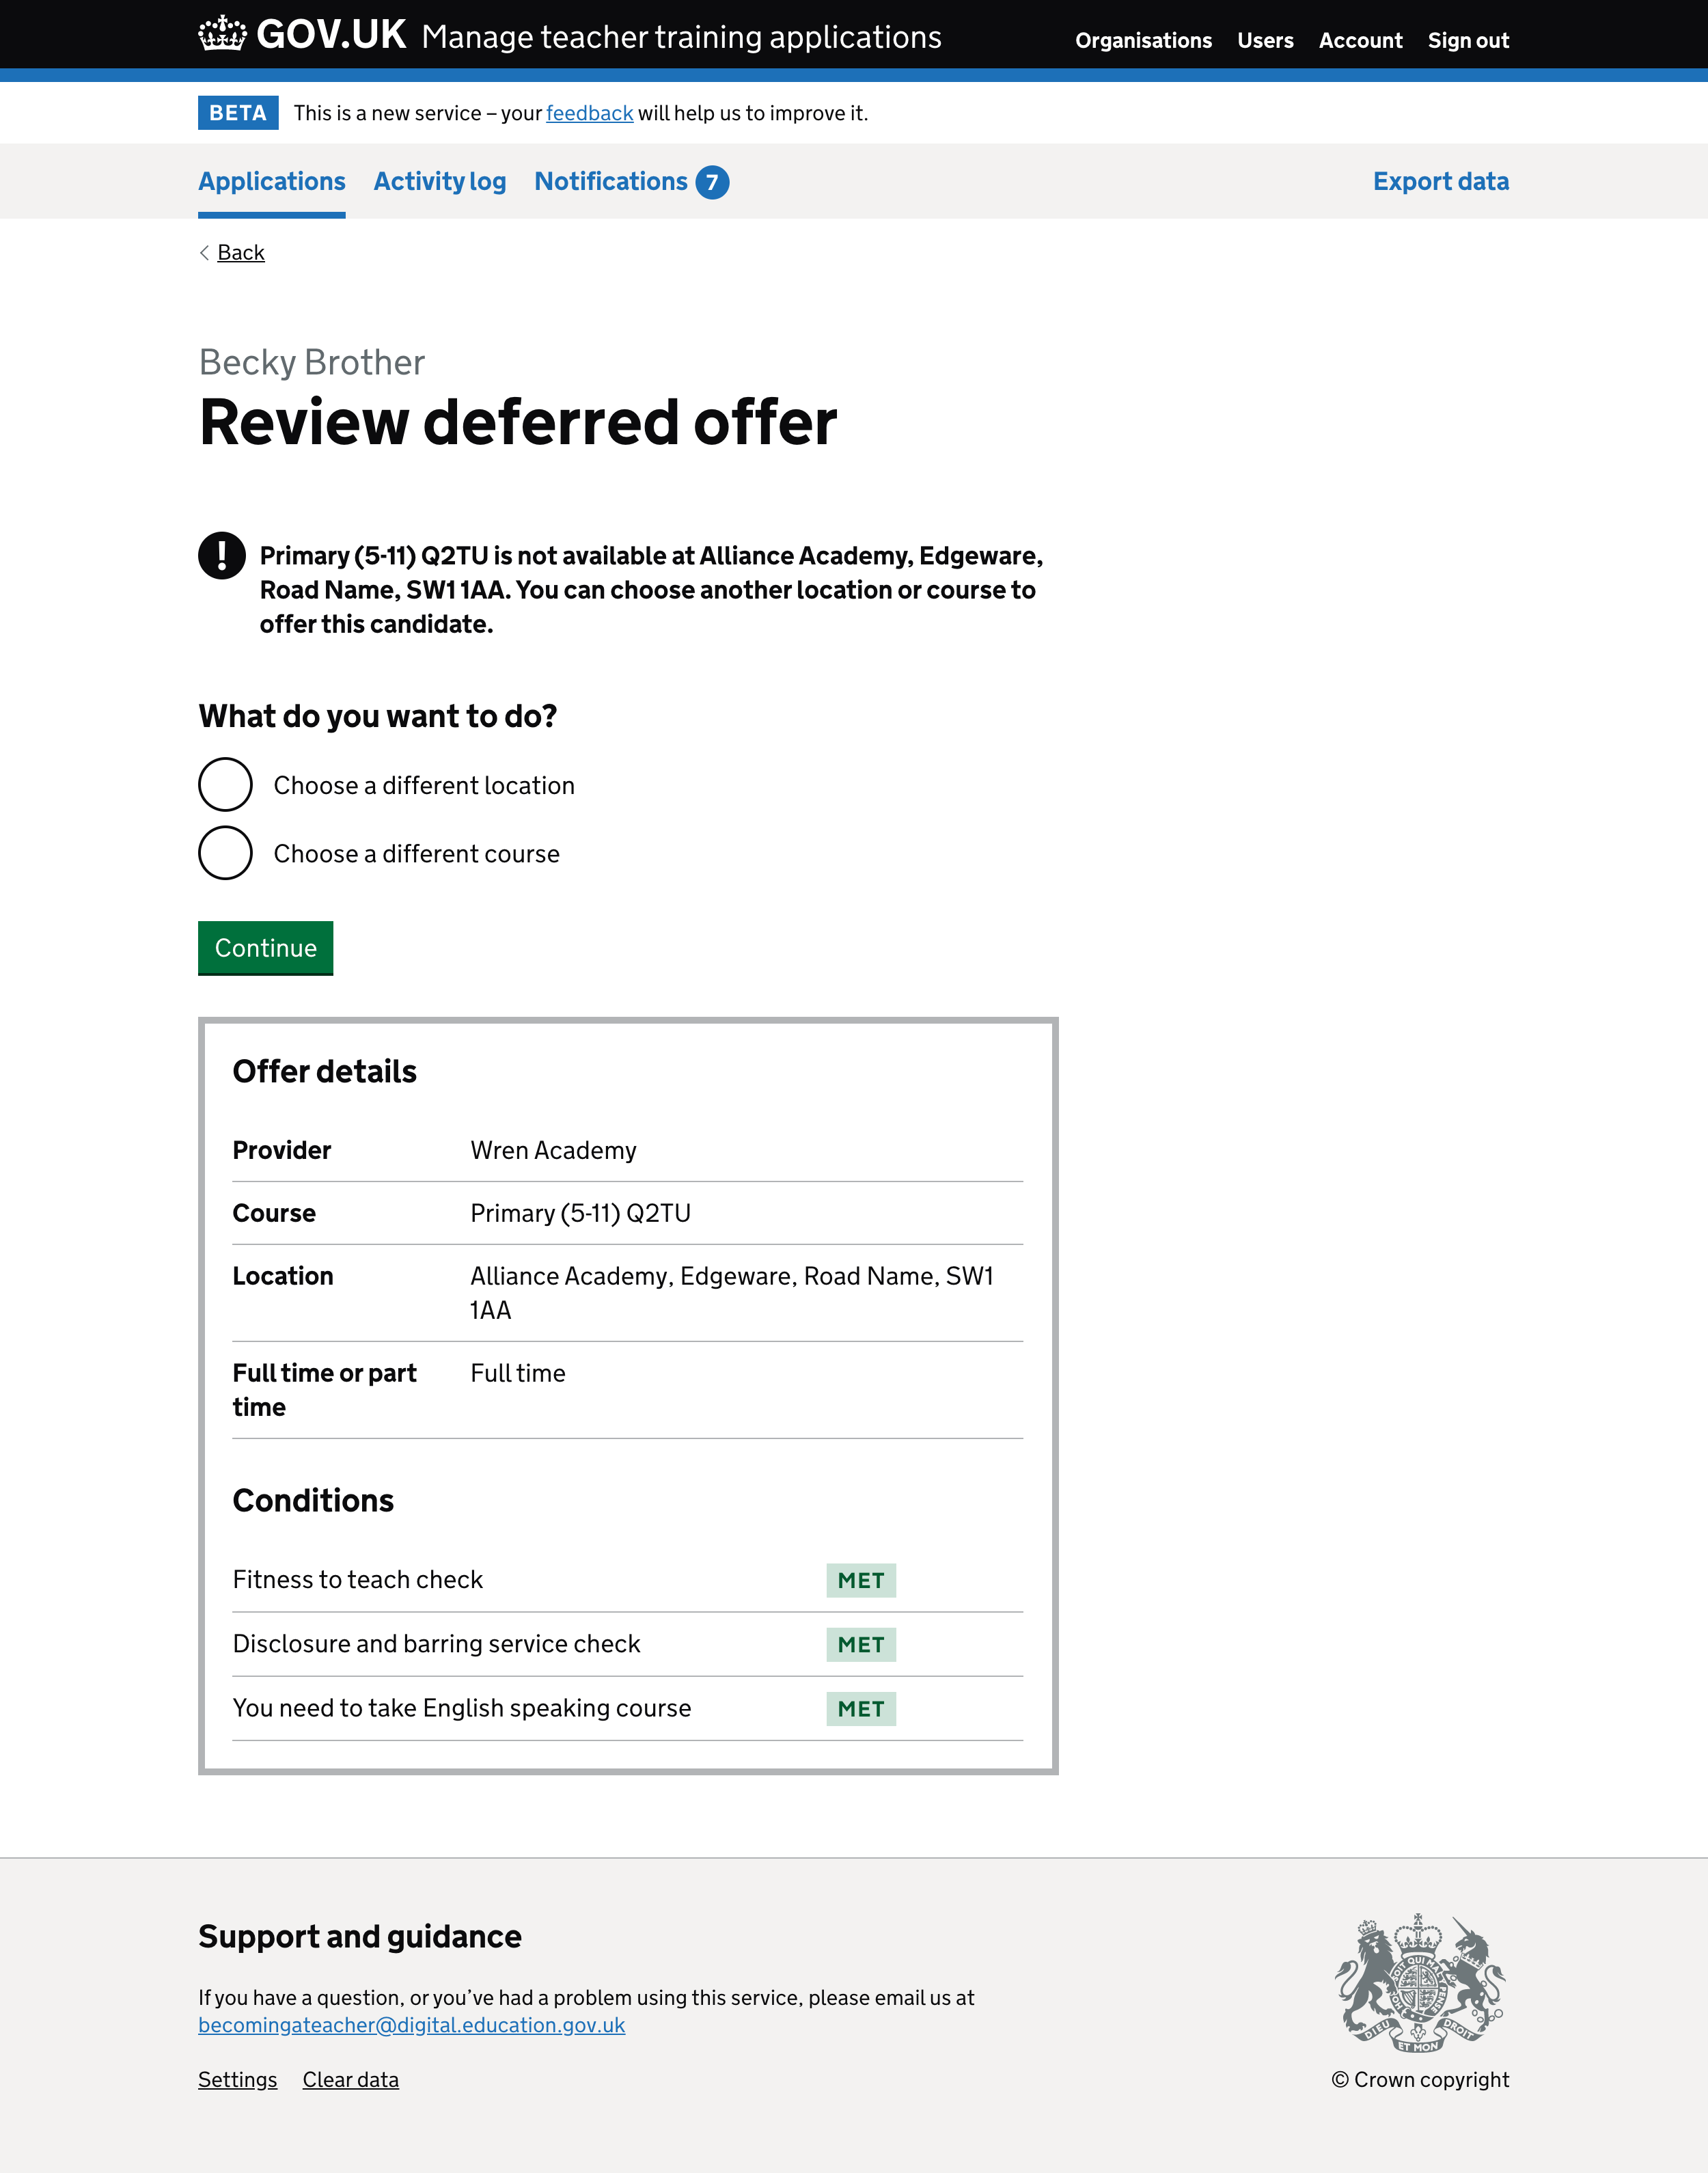 GOV.UK Manage teacher training applications
Organisations Users Account Sign out
BETA This is a new service – your feedback will help us to improve it.
Applications Activity log Notifications 7 Export data
Back
Becky Brother
Review deferred offer
! Primary (5-11) Q2TU is not available at Alliance Academy, Edgeware,
Road Name, SW1 1AA. You can choose another location or course to
offer this candidate.
What do you want to do?
Choose a different location
Choose a different course
Continue
Offer details
Provider Wren Academy
Course Primary (5-11) Q2TU
Location Alliance Academy, Edgeware, Road Name, SW1
1AA
Full time or part Full time
time
Conditions
Fitness to teach check MET
Disclosure and barring service check MET
You need to take English speaking course MET
Support and guidance
If you have a question, or you’ve had a problem using this service, please email us at
becomingateacher@digital.education.gov.uk
Settings Clear data
DIEU ET MON DROIT
© Crown copyright